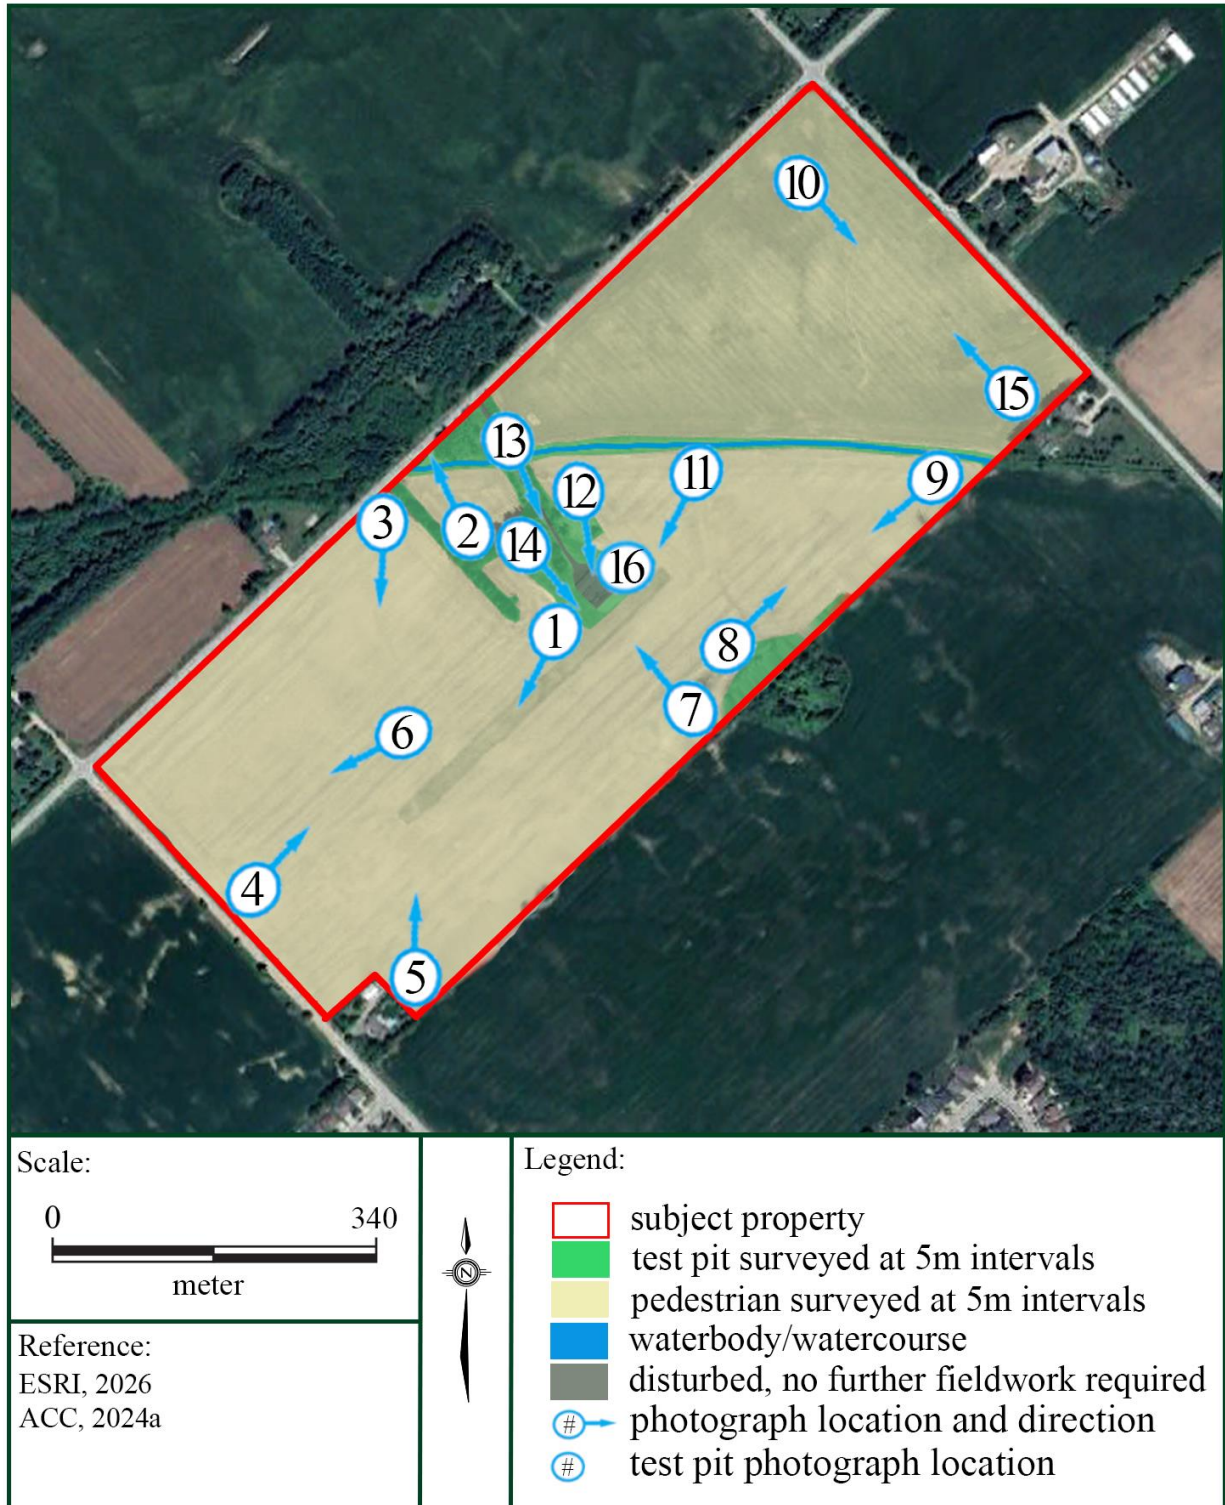 10
15
13
11
9
12
3
2
14
16
1
8
7
6
4
5
Scale:
0 340
meter
Reference:
ESRI, 2026
ACC, 2024a
N
Legend:
subject property
test pit surveyed at 5m intervals
pedestrian surveyed at 5m intervals
waterbody/watercourse
disturbed, no further fieldwork required
# photograph location and direction
# test pit photograph location